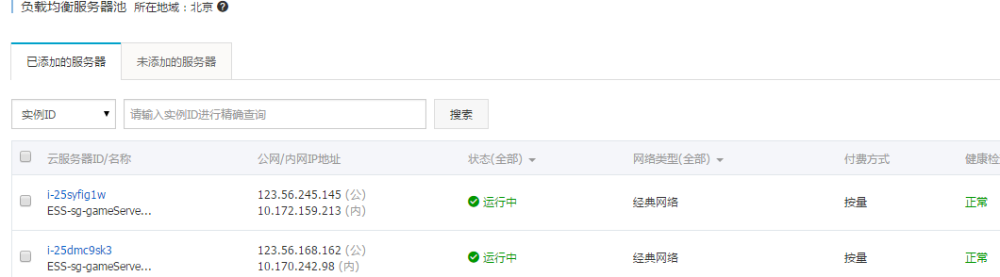 负载均衡服务器池 所在地域：北京 ?
已添加的服务器 未添加的服务器
实例ID 请输入实例ID进行精确查询 搜索
云服务器ID/名称 公网/内网IP地址 状态(全部) 网络类型(全部) 付费方式 健康检
i-25syfig1w 123.56.245.145 (公) 运行中 经典网络 按量 正常
ESS-sg-gameServe... 10.172.159.213 (内)
i-25dmc9sk3 123.56.168.162 (公) 运行中 经典网络 按量 正常
ESS-sg-gameServe... 10.170.242.98 (内)